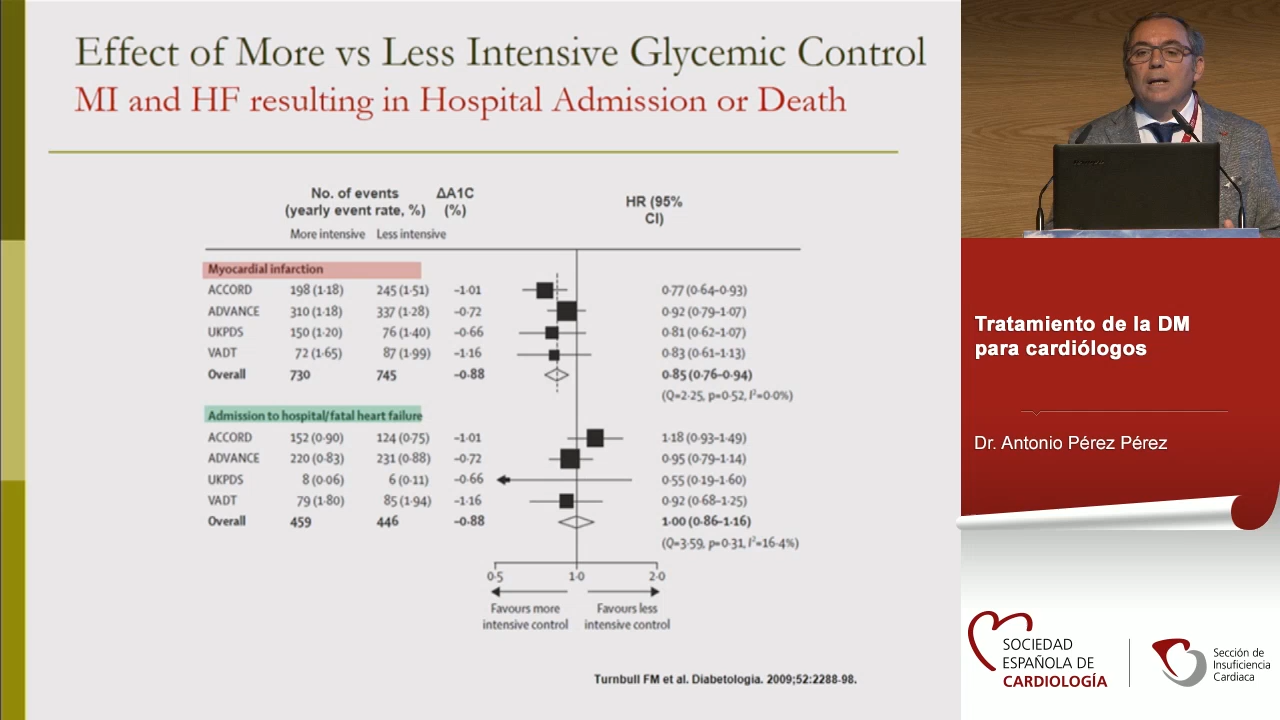 Effect of More vs Less Intensive Glycemic Control
MI and HF resulting in Hospital Admission or Death
No. of events
(yearly event rate, %)
ΔA1C
(%)
HR (95%
CI)
More intensive Less intensive
Myocardial infarction
ACCORD 198 (1·18) 245 (1·51) –1·01 0·77 (0·64–0·93)
ADVANCE 310 (1·18) 337 (1·28) –0·72 0·92 (0·79–1·07)
UKPDS 150 (1·20) 76 (1·40) –0·66 0·81 (0·62–1·07)
VADT 72 (1·65) 87 (1·99) –1·16 0·83 (0·61–1·13)
Overall 730 745 –0·88 0·85 (0·76–0·94)
(Q=2·25, p=0·52, I²=0·0%)
Admission to hospital/fatal heart failure
ACCORD 152 (0·90) 124 (0·75) –1·01 1·18 (0·93–1·49)
ADVANCE 220 (0·83) 231 (0·88) –0·72 0·95 (0·79–1·14)
UKPDS 8 (0·06) 6 (0·11) –0·66 0·55 (0·19–1·60)
VADT 79 (1·80) 85 (1·94) –1·16 0·92 (0·68–1·25)
Overall 459 446 –0·88 1·00 (0·86–1·16)
(Q=3·59, p=0·31, I²=16·4%)
0·5 1·0 2·0
Favours more
intensive control
Favours less
intensive control
Turnbull FM et al. Diabetologia. 2009;52:2288-98.
Tratamiento de la DM
para cardiólogos
Dr. Antonio Pérez Pérez
SOCIEDAD
ESPAÑOLA DE
CARDIOLOGÍA
Sección de
Insuficiencia
Cardiaca